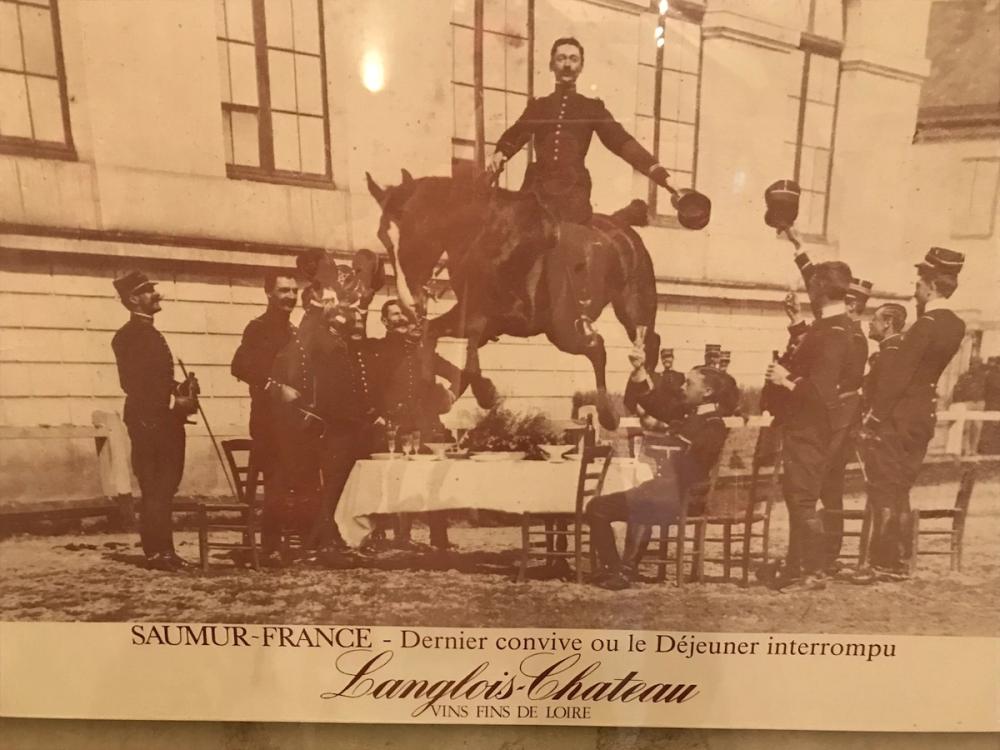 SAUMUR-FRANCE - Dernier convive ou le Déjeuner interrompu
Langlois-Chateau
VINS FINS DE LOIRE